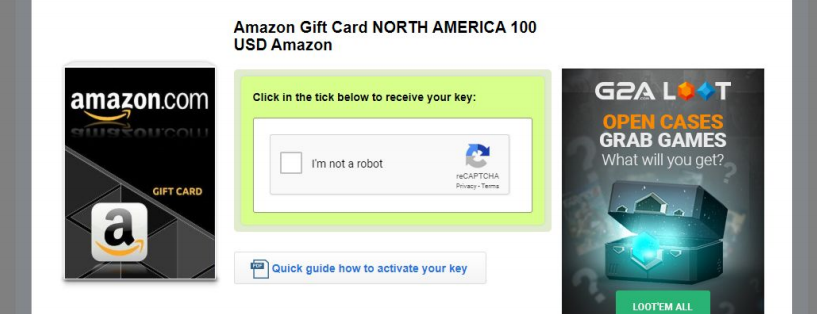 Amazon Gift Card NORTH AMERICA 100
USD Amazon
amazon.com
GIFT CARD
a
Click in the tick below to receive your key:
I'm not a robot
reCAPTCHA
Privacy - Terms
PDF
Quick guide how to activate your key
G2A LOOT
OPEN CASES
GRAB GAMES
What will you get?
LOOT'EM ALL